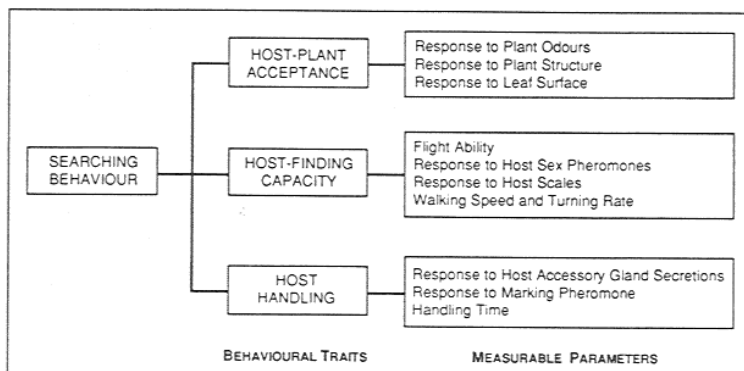 HOST-PLANT
ACCEPTANCE
Response to Plant Odours
Response to Plant Structure
Response to Leaf Surface
SEARCHING
BEHAVIOUR
HOST-FINDING
CAPACITY
Flight Ability
Response to Host Sex Pheromones
Response to Host Scales
Walking Speed and Turning Rate
HOST
HANDLING
Response to Host Accessory Gland Secretions
Response to Marking Pheromone
Handling Time
BEHAVIOURAL TRAITS
MEASURABLE PARAMETERS